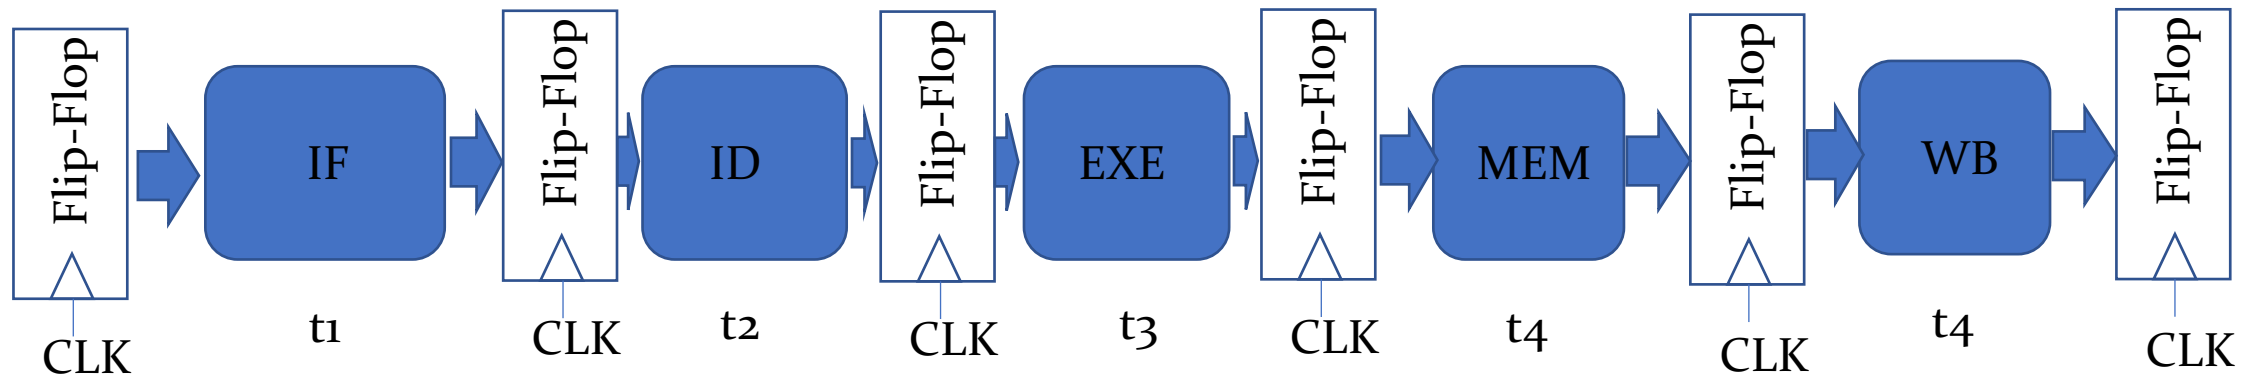 Flip-Flop
IF
Flip-Flop
ID
Flip-Flop
EXE
Flip-Flop
MEM
Flip-Flop
WB
Flip-Flop
CLK
t1
CLK
t2
CLK
t3
CLK
t4
CLK
t4
CLK